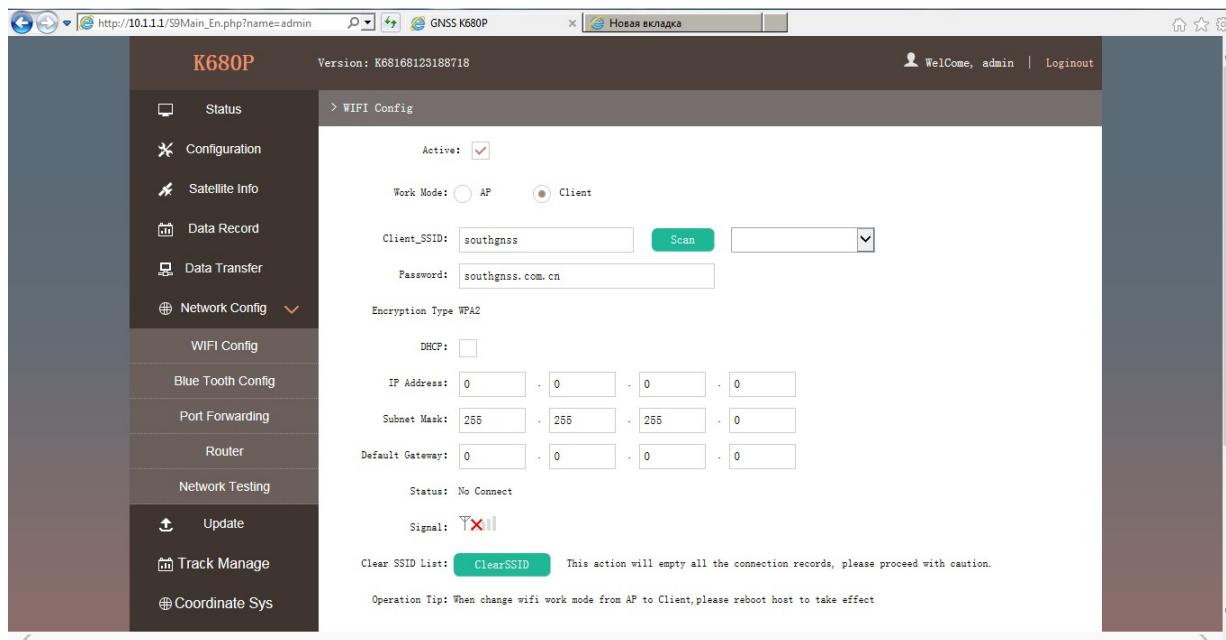 http://10.1.1.1/S9Main_En.php?name=admin GNSS K680P Новая вкладка
K680P Version: K68168123188718 WelCome, admin | Loginout
Status
> WIFI Config
Configuration
Active:
Satellite Info
Work Mode: AP Client
Data Record
Client_SSID: southgnss Scan
Data Transfer
Password: southgnss.com.cn
Network Config
Encryption Type WPA2
WIFI Config
DHCP:
Blue Tooth Config
IP Address: 0 . 0 . 0 . 0
Port Forwarding
Subnet Mask: 255 . 255 . 255 . 0
Router
Default Gateway: 0 . 0 . 0 . 0
Network Testing
Status: No Connect
Update
Signal:
Track Manage
Clear SSID List: ClearSSID This action will empty all the connection records, please proceed with caution.
Coordinate Sys
Operation Tip: When change wifi work mode from AP to Client,please reboot host to take effect